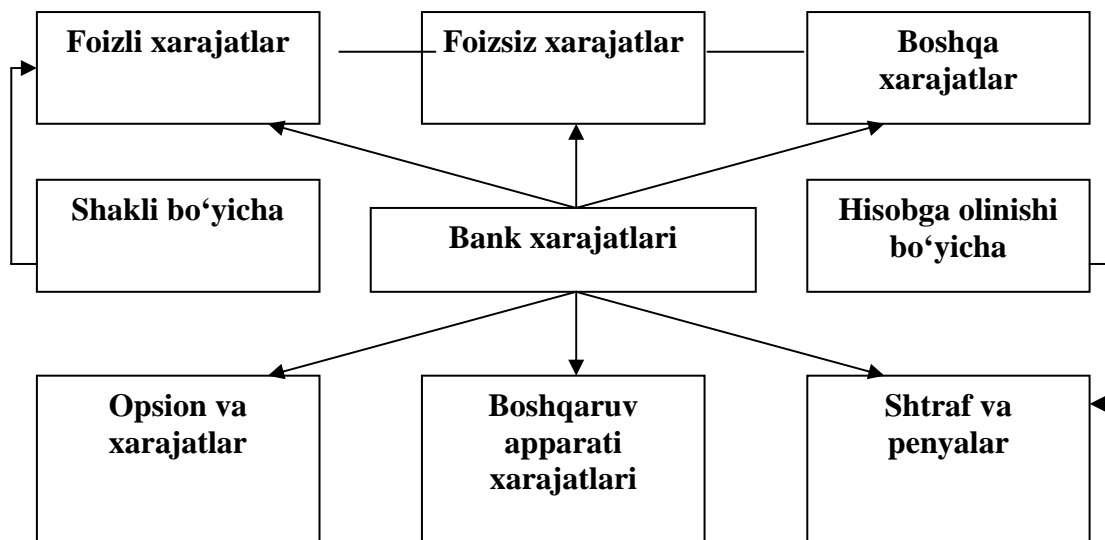 Foizli xarajatlar
Foizsiz xarajatlar
Boshqa
xarajatlar
Shakli bo‘yicha
Bank xarajatlari
Hisobga olinishi
bo‘yicha
Opsion va
xarajatlar
Boshqaruv
apparati
xarajatlari
Shtraf va
penyalar